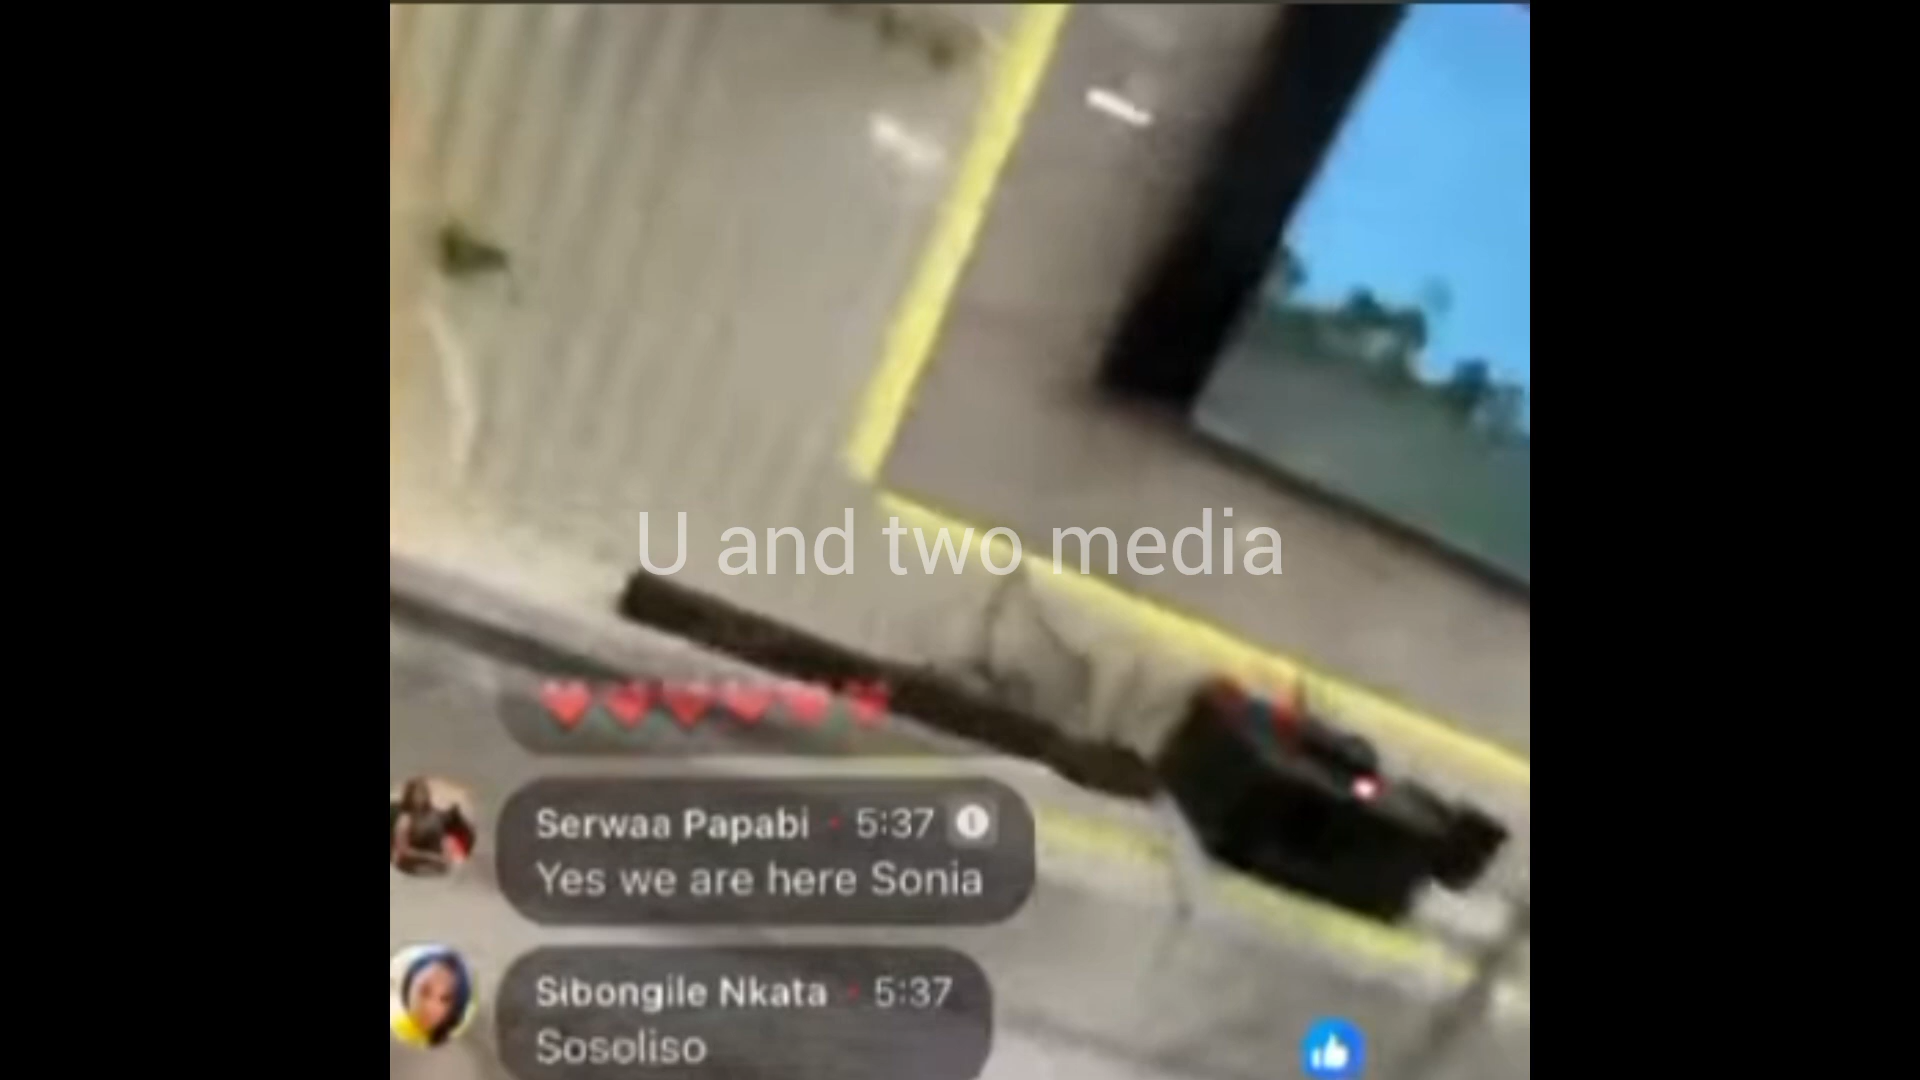 U and two media
Serwaa Papabi · 5:37
Yes we are here Sonia
Sibongile Nkata · 5:37
Sosoliso